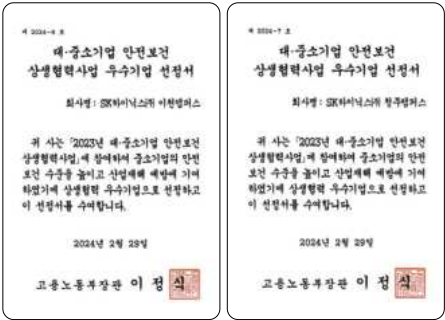 제 2024-6 호
대·중소기업 안전보건
상생협력사업 우수기업 선정서
회사명 : SK하이닉스㈜ 이천캠퍼스
귀 사는 「2023년 대·중소기업 안전보건
상생협력사업」에 참여하여 중소기업의 안전
보건 수준을 높이고 산업재해 예방에 기여
하였기에 상생협력 우수기업으로 선정하고
이 선정서를 수여합니다.
2024년 2월 29일
고용노동부장관 이 정 식
제 2024-7 호
대·중소기업 안전보건
상생협력사업 우수기업 선정서
회사명 : SK하이닉스㈜ 청주캠퍼스
귀 사는 「2023년 대·중소기업 안전보건
상생협력사업」에 참여하여 중소기업의 안전
보건 수준을 높이고 산업재해 예방에 기여
하였기에 상생협력 우수기업으로 선정하고
이 선정서를 수여합니다.
2024년 2월 29일
고용노동부장관 이 정 식